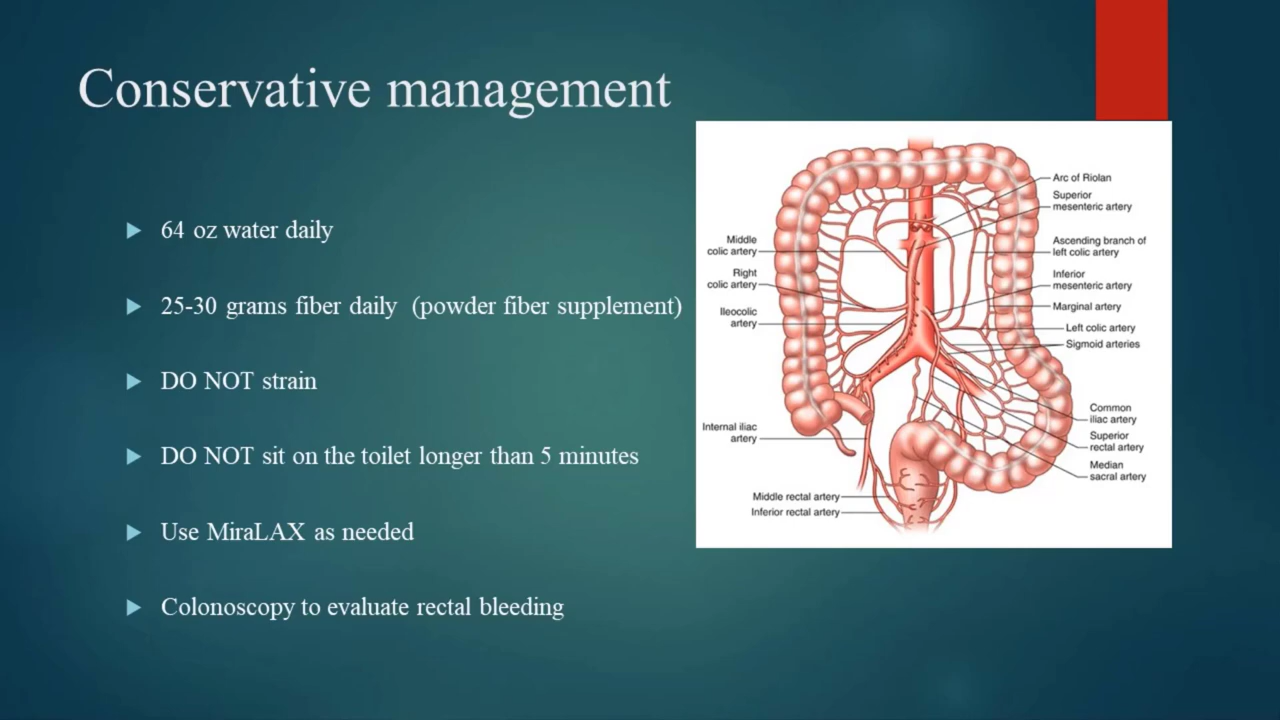 Conservative management
64 oz water daily
25-30 grams fiber daily (powder fiber supplement)
DO NOT strain
DO NOT sit on the toilet longer than 5 minutes
Use MiraLAX as needed
Colonoscopy to evaluate rectal bleeding
Middle
colic artery
Right
colic artery
Ileocolic
artery
Internal iliac
artery
Middle rectal artery
Inferior rectal artery
Arc of Riolan
Superior
mesenteric artery
Ascending branch of
left colic artery
Inferior
mesenteric artery
Marginal artery
Left colic artery
Sigmoid arteries
Common
iliac artery
Superior
rectal artery
Median
sacral artery